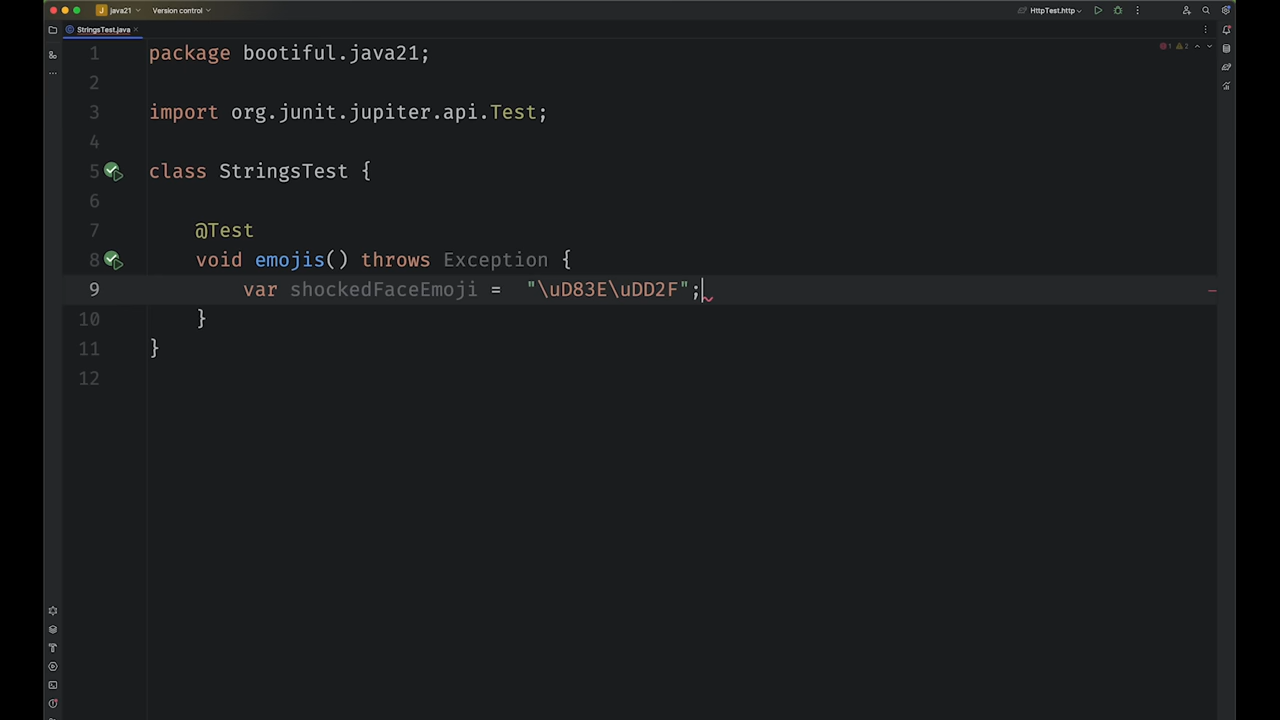 J java21 Version control HttpTest.http
StringsTest.java
1 package bootiful.java21;
2
3 import org.junit.jupiter.api.Test;
4
5 class StringsTest {
6
7 @Test
8 void emojis() throws Exception {
9 var shockedFaceEmoji = "\uD83E\uDD2F";
10 }
11 }
12
1 2